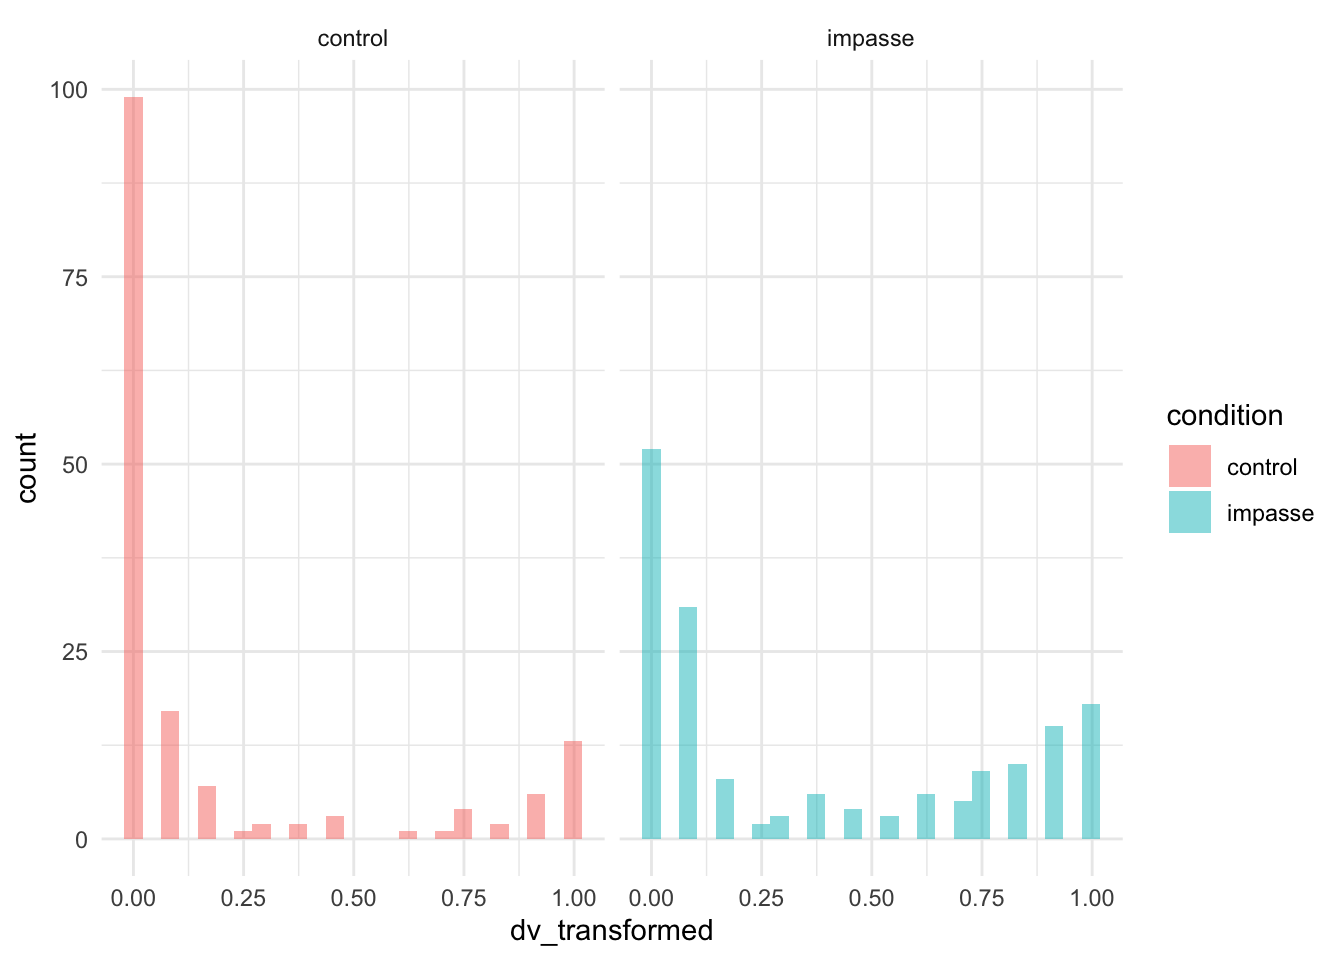 control impasse
100
75
50
25
0
count
0.00 0.25 0.50 0.75 1.00 0.00 0.25 0.50 0.75 1.00
dv_transformed
condition
control
impasse